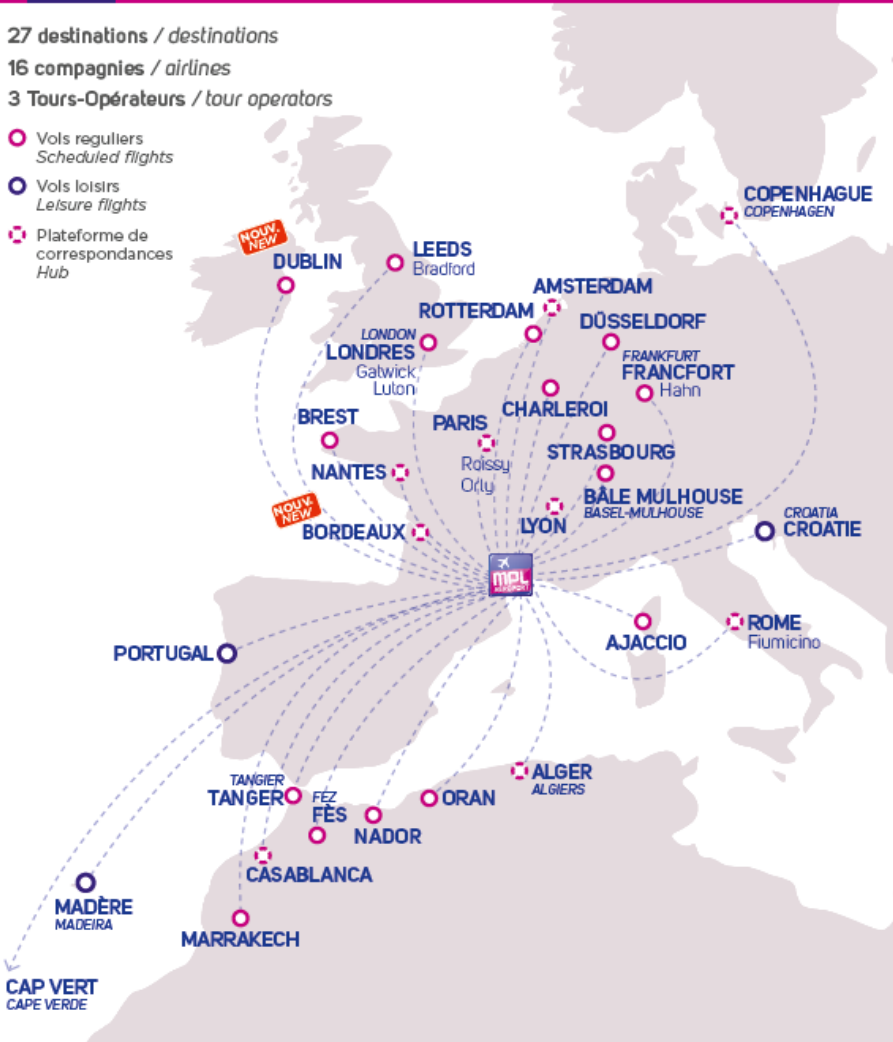 27 destinations / destinations
16 compagnies / airlines
3 Tours-Opérateurs / tour operators
Vols reguliers
Scheduled flights
Vols loisirs
Leisure flights
Plateforme de
correspondances
Hub
COPENHAGUE
COPENHAGEN
NOUV.
NEW
DUBLIN
LEEDS
Bradford
AMSTERDAM
ROTTERDAM
DÜSSELDORF
LONDON
LONDRES
Gatwick
Luton
FRANKFURT
FRANCFORT
Hahn
CHARLEROI
BREST
PARIS
Roissy
Orly
STRASBOURG
NANTES
BÂLE MULHOUSE
BASEL-MULHOUSE
NOUV.
NEW
BORDEAUX
LYON
CROATIA
CROATIE
MPL
AÉROPORT
PORTUGAL
AJACCIO
ROME
Fiumicino
TANGIER
TANGER
FEZ
FÈS
NADOR
ORAN
ALGER
ALGIERS
CASABLANCA
MADÈRE
MADEIRA
MARRAKECH
CAP VERT
CAPE VERDE